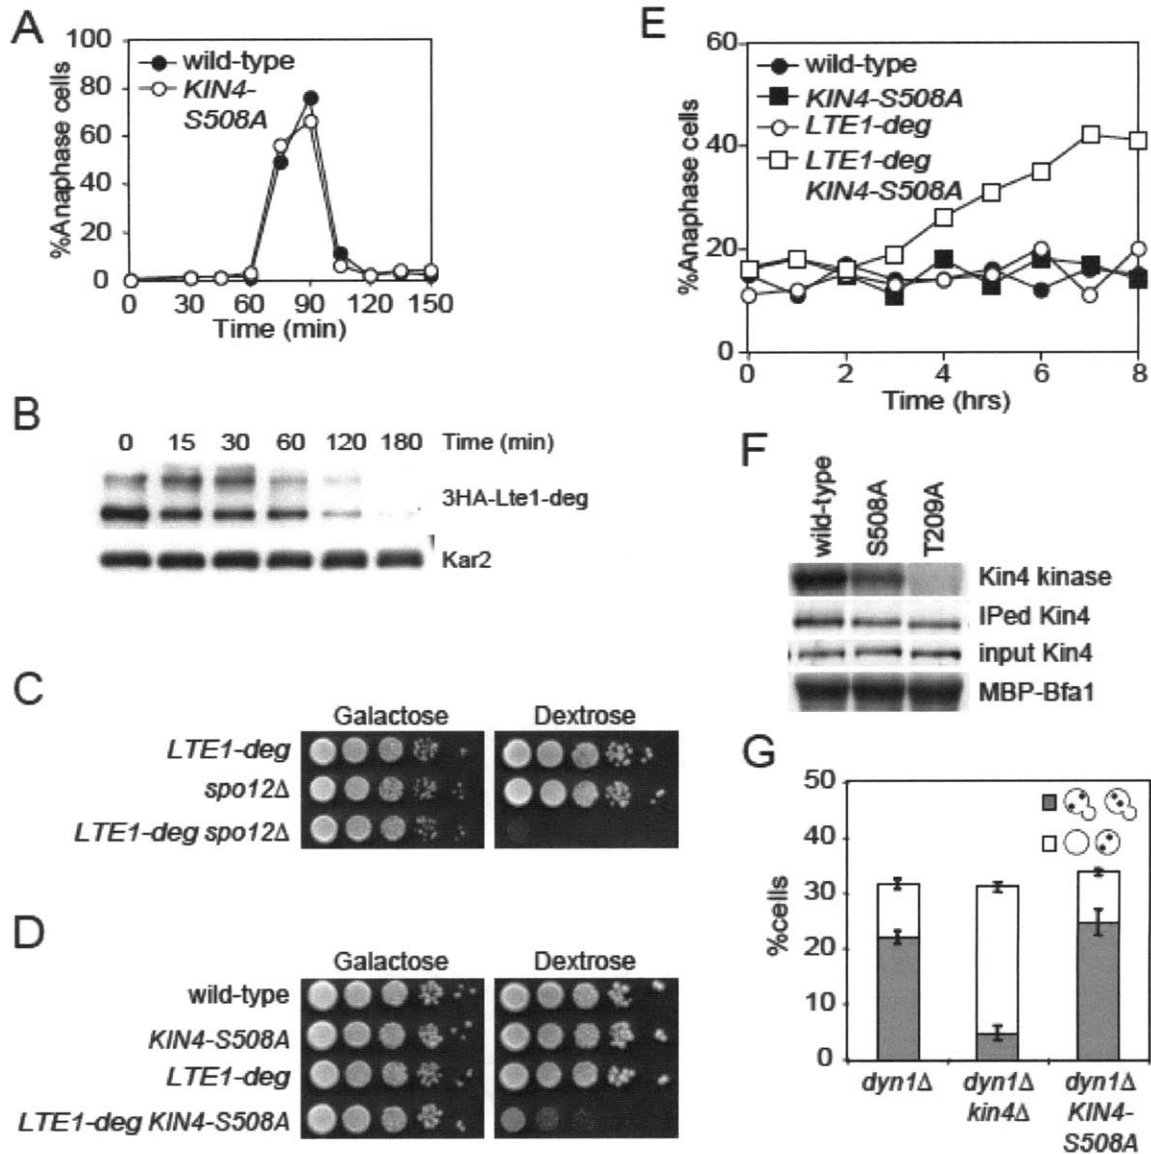 A
100
80
60
40
20
0
%Anaphase cells
wild-type
KIN4-
S508A
0 30 60 90 120 150
Time (min)
B
0 15 30 60 120 180 Time (min)
3HA-Lte1-deg
Kar2
C
Galactose Dextrose
LTE1-deg
spo12Δ
LTE1-deg spo12Δ
D
Galactose Dextrose
wild-type
KIN4-S508A
LTE1-deg
LTE1-deg KIN4-S508A
E
60
40
20
0
%Anaphase cells
wild-type
KIN4-S508A
LTE1-deg
LTE1-deg
KIN4-S508A
0 2 4 6 8
Time (hrs)
F
wild-type
S508A
T209A
Kin4 kinase
IPed Kin4
input Kin4
MBP-Bfa1
G
50
40
30
20
10
0
%cells
dyn1Δ dyn1Δ dyn1Δ
kin4Δ KIN4-
S508A